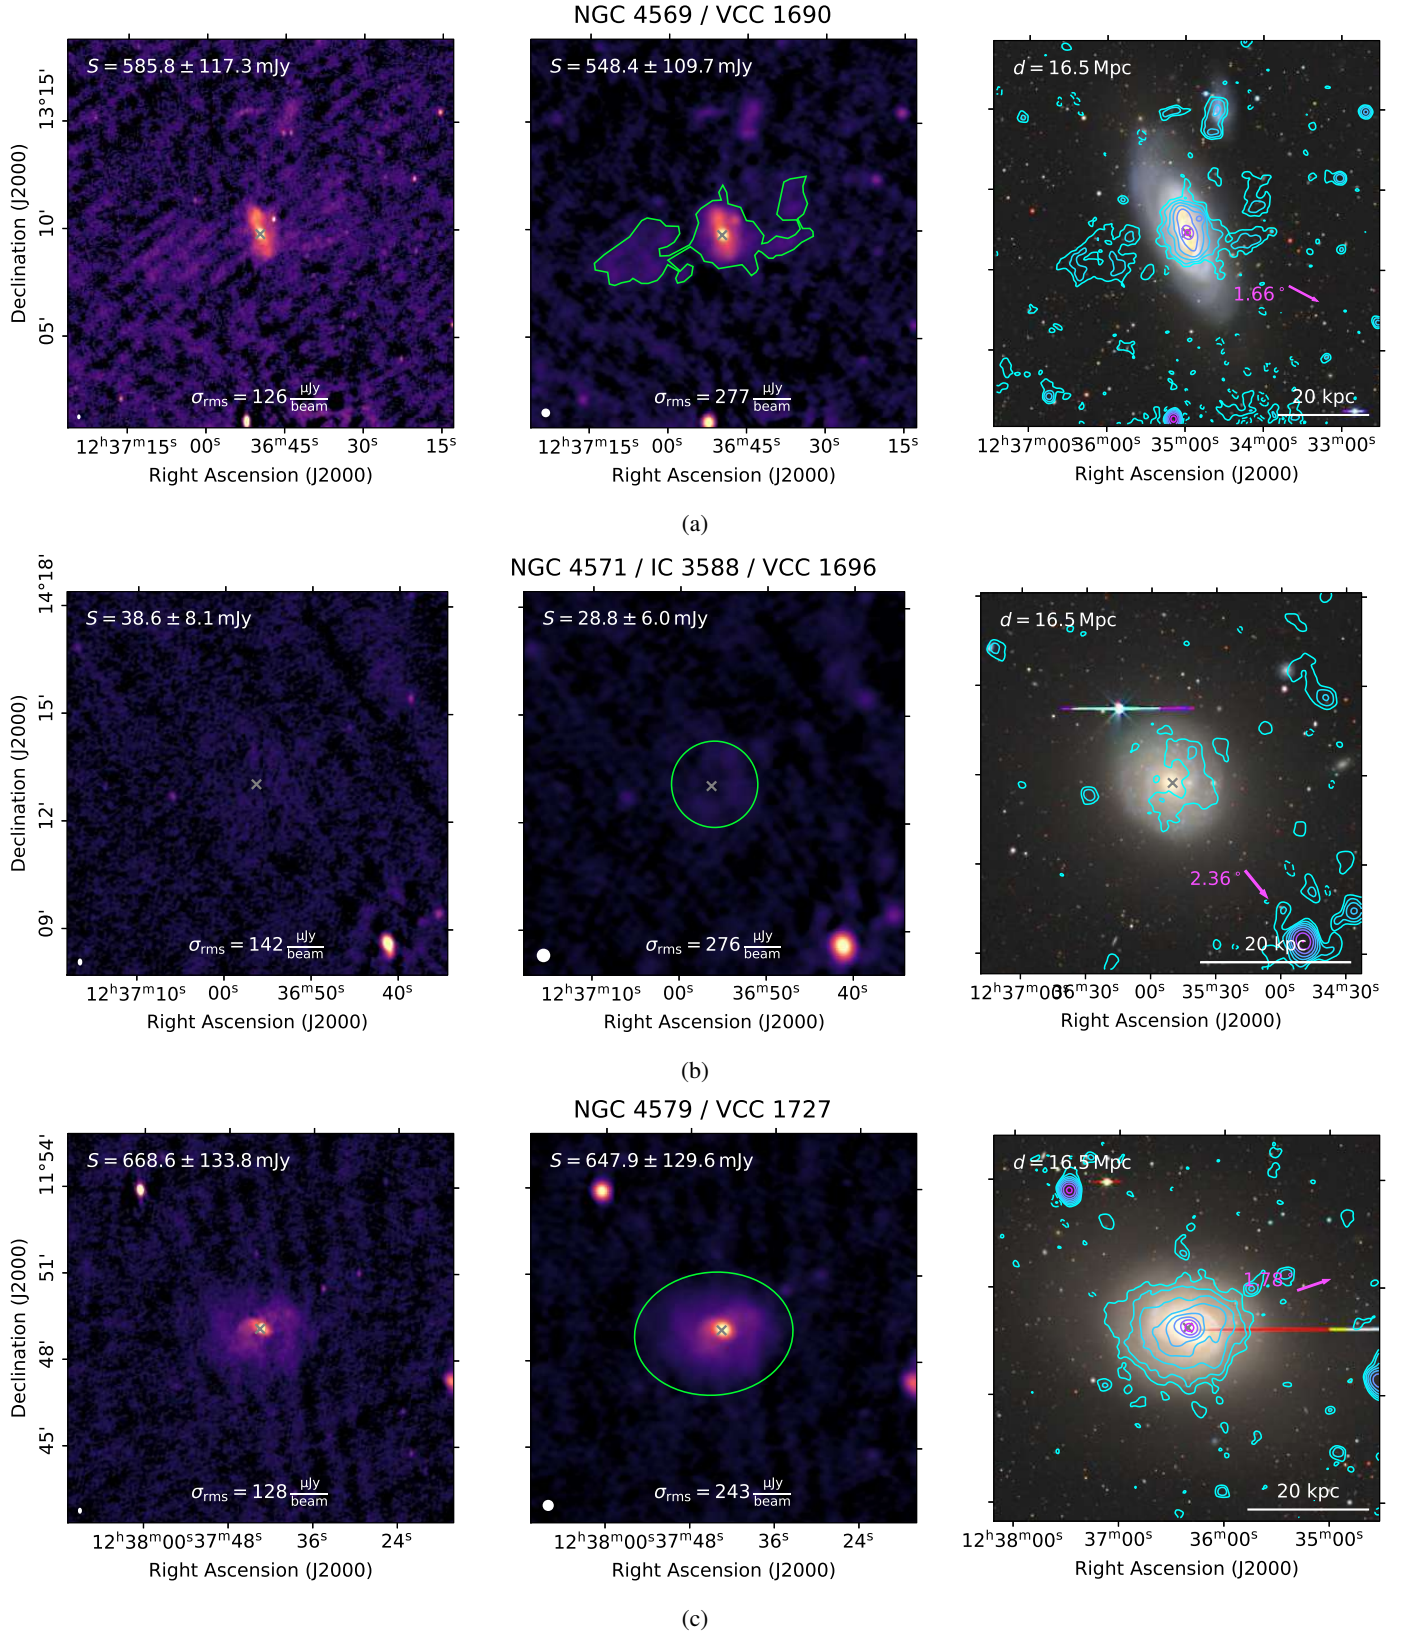 NGC 4569 / VCC 1690
S = 585.8 ± 117.3 mJy
S = 548.4 ± 109.7 mJy
d = 16.5 Mpc
13°15'
10'
05'
Declination (J2000)
1.66°
σrms = 126 μJy/beam
σrms = 277 μJy/beam
20 kpc
12ʰ37ᵐ15ˢ 00ˢ 36ᵐ45ˢ 30ˢ 15ˢ
12ʰ37ᵐ15ˢ 00ˢ 36ᵐ45ˢ 30ˢ 15ˢ
12ʰ37ᵐ00ˢ 36ᵐ00ˢ 35ᵐ00ˢ 34ᵐ00ˢ 33ᵐ00ˢ
Right Ascension (J2000)
Right Ascension (J2000)
Right Ascension (J2000)
(a)
NGC 4571 / IC 3588 / VCC 1696
S = 38.6 ± 8.1 mJy
S = 28.8 ± 6.0 mJy
d = 16.5 Mpc
14°18'
15'
12'
09'
Declination (J2000)
2.36°
σrms = 142 μJy/beam
σrms = 276 μJy/beam
20 kpc
12ʰ37ᵐ10ˢ 00ˢ 36ᵐ50ˢ 40ˢ
12ʰ37ᵐ10ˢ 00ˢ 36ᵐ50ˢ 40ˢ
12ʰ37ᵐ00ˢ 36ᵐ30ˢ 00ˢ 35ᵐ30ˢ 00ˢ 34ᵐ30ˢ
Right Ascension (J2000)
Right Ascension (J2000)
Right Ascension (J2000)
(b)
NGC 4579 / VCC 1727
S = 668.6 ± 133.8 mJy
S = 647.9 ± 129.6 mJy
d = 16.5 Mpc
11°54'
51'
48'
45'
Declination (J2000)
1.78°
σrms = 128 μJy/beam
σrms = 243 μJy/beam
20 kpc
12ʰ38ᵐ00ˢ 37ᵐ48ˢ 36ˢ 24ˢ
12ʰ38ᵐ00ˢ 37ᵐ48ˢ 36ˢ 24ˢ
12ʰ38ᵐ00ˢ 37ᵐ00ˢ 36ᵐ00ˢ 35ᵐ00ˢ
Right Ascension (J2000)
Right Ascension (J2000)
Right Ascension (J2000)
(c)